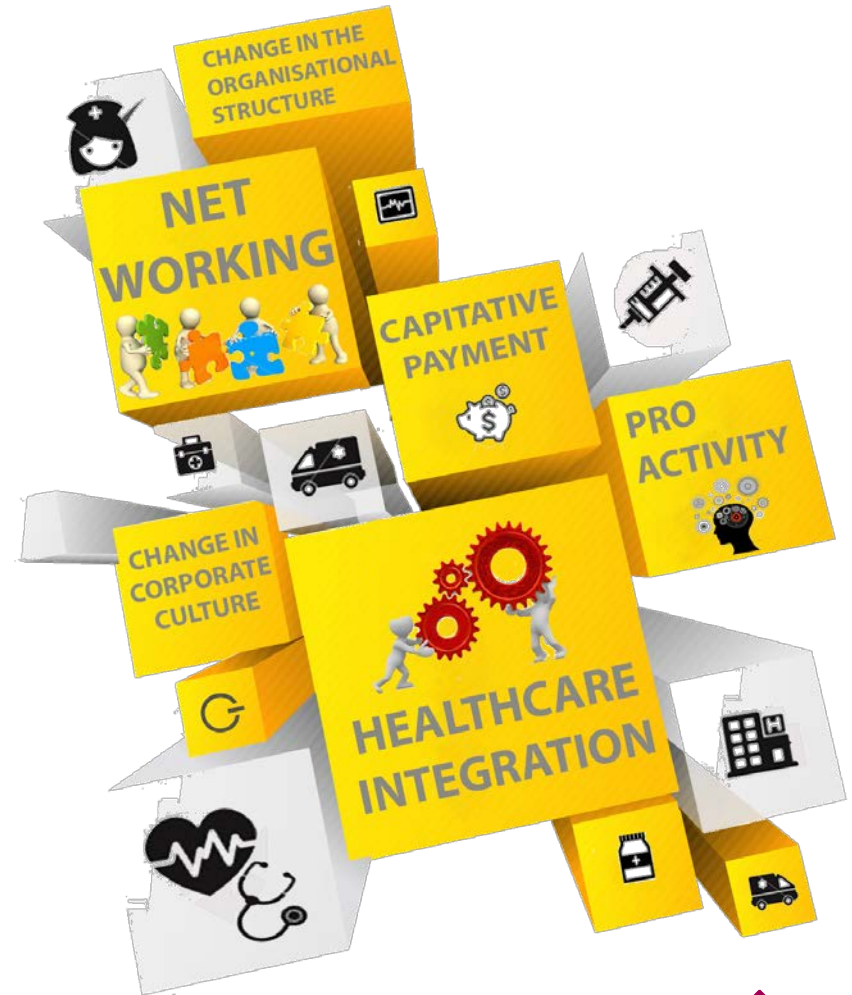 CHANGE IN THE
ORGANISATIONAL
STRUCTURE
NET
WORKING
CAPITATIVE
PAYMENT
$
PRO
ACTIVITY
CHANGE IN
CORPORATE
CULTURE
HEALTHCARE
INTEGRATION
H